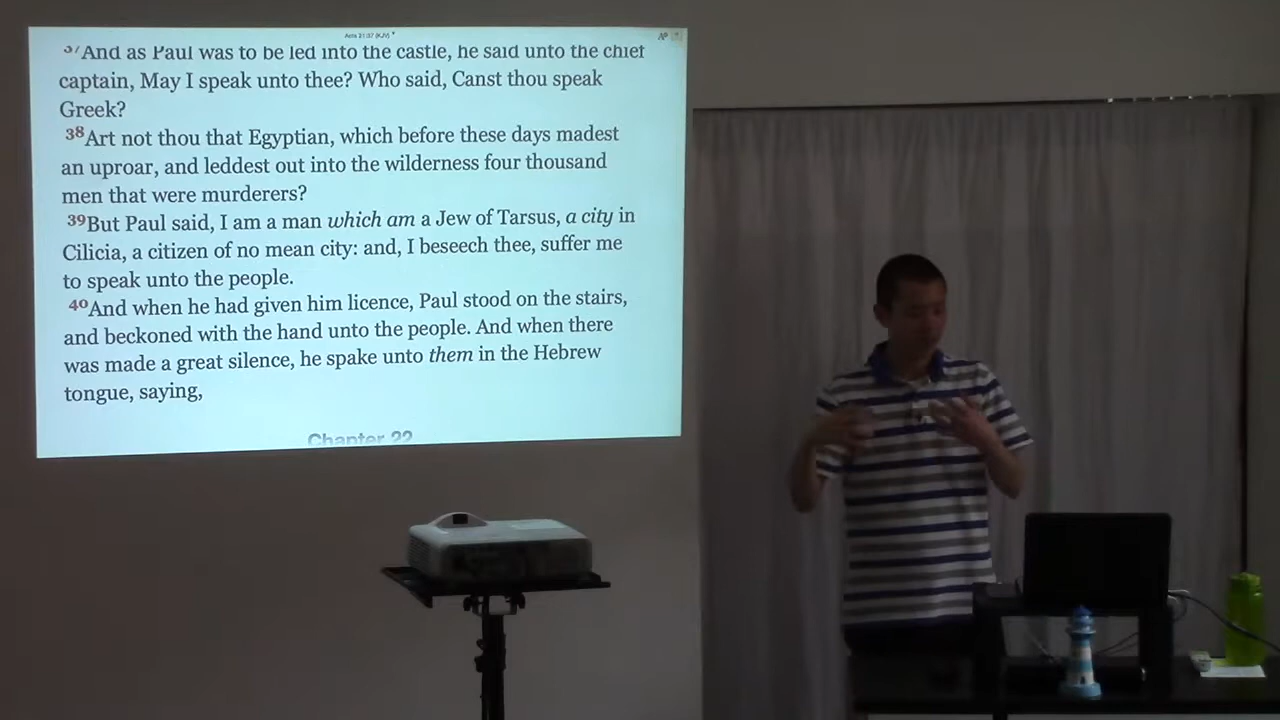 Acts 21:37 (KJV)
37And as Paul was to be led into the castle, he said unto the chief
captain, May I speak unto thee? Who said, Canst thou speak
Greek?
38Art not thou that Egyptian, which before these days madest
an uproar, and leddest out into the wilderness four thousand
men that were murderers?
39But Paul said, I am a man which am a Jew of Tarsus, a city in
Cilicia, a citizen of no mean city: and, I beseech thee, suffer me
to speak unto the people.
40And when he had given him licence, Paul stood on the stairs,
and beckoned with the hand unto the people. And when there
was made a great silence, he spake unto them in the Hebrew
tongue, saying,
Chapter 22